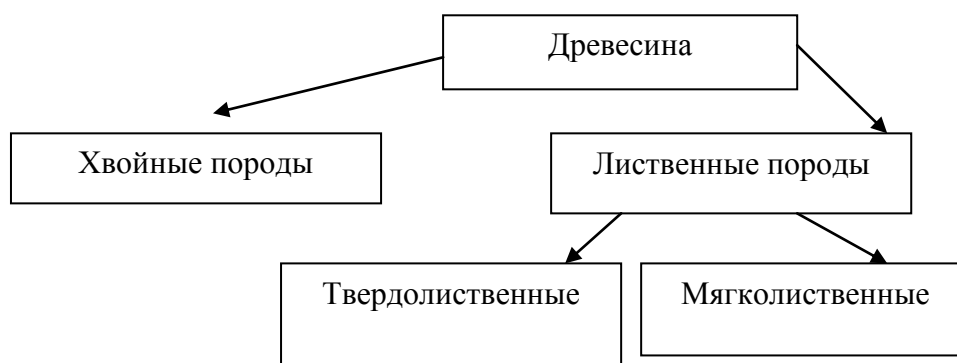 Древесина
Хвойные породы
Лиственные породы
Твердолиственные
Мягколиственные